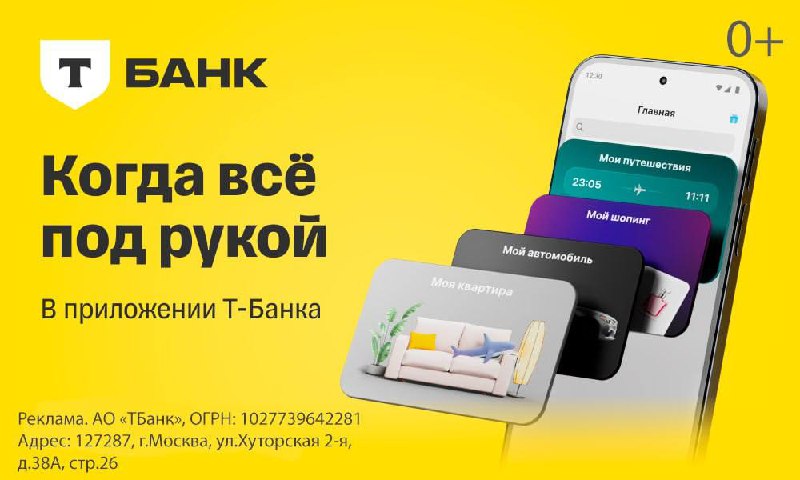 Т БАНК
0+
Когда всё
под рукой
В приложении Т-Банка
12:30
Главная
Мои путешествия
23:05
11:11
Мой шопинг
Мой автомобиль
Моя квартира
Реклама. АО «ТБанк», ОГРН: 1027739642281
Адрес: 127287, г.Москва, ул.Хуторская 2-я,
д.38А, стр.26